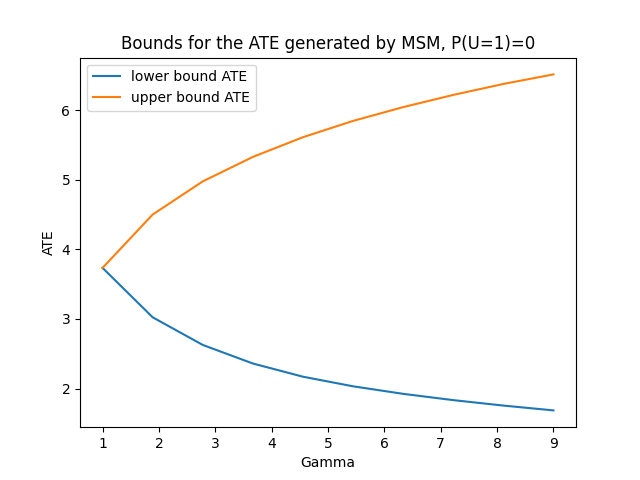 Bounds for the ATE generated by MSM, P(U=1)=0
lower bound ATE
upper bound ATE
6
5
4
3
2
ATE
1 2 3 4 5 6 7 8 9
Gamma